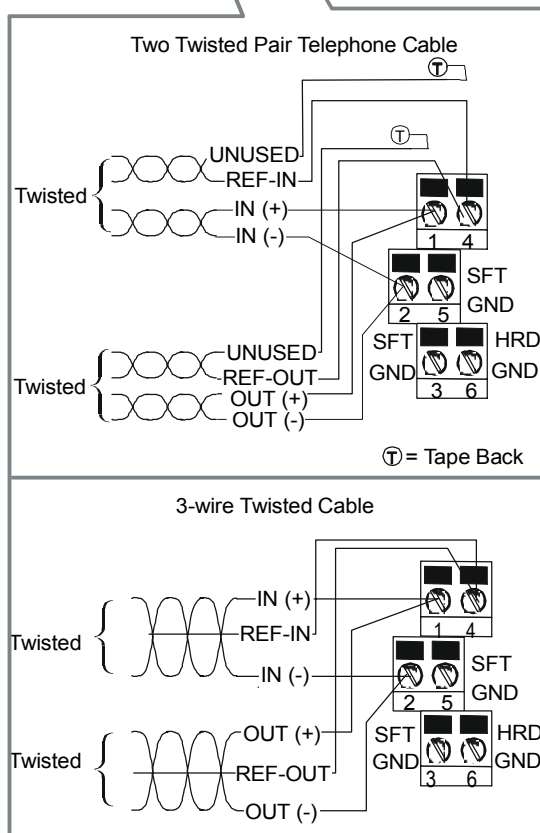 Two Twisted Pair Telephone Cable
T
T
UNUSED
REF-IN
Twisted
IN (+)
IN (-)
1 4
SFT
GND
2 5
SFT HRD
GND GND
3 6
UNUSED
REF-OUT
Twisted
OUT (+)
OUT (-)
T = Tape Back
3-wire Twisted Cable
IN (+)
Twisted
REF-IN
IN (-)
1 4
SFT
GND
2 5
OUT (+)
SFT HRD
Twisted
REF-OUT
GND GND
3 6
OUT (-)